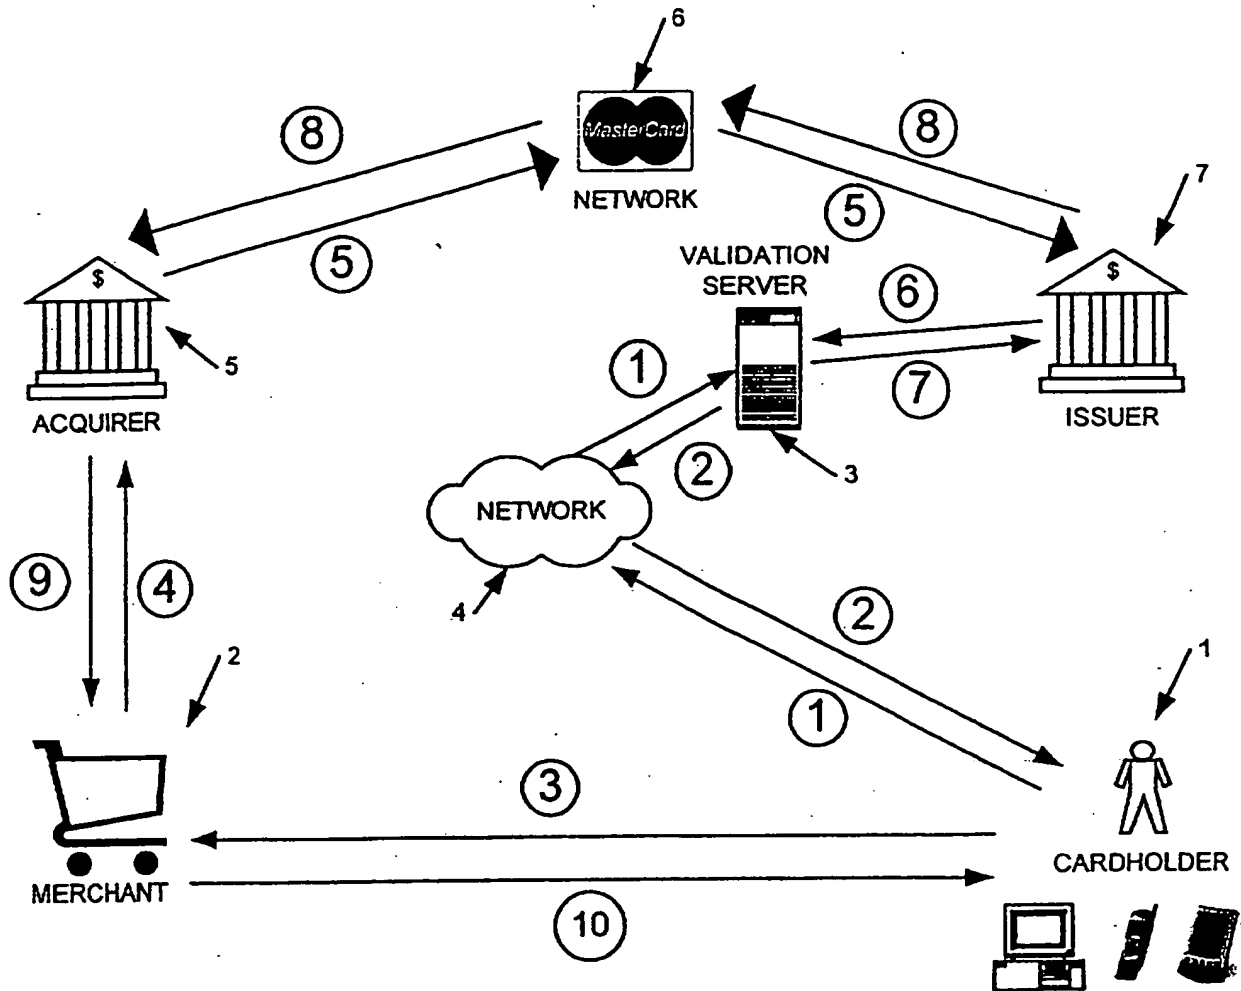 6
8
MasterCard
8
NETWORK
7
5
5
VALIDATION
SERVER
$
$
6
1
5
7
ACQUIRER
ISSUER
2
3
NETWORK
9
4
4
2
2
1
1
3
CARDHOLDER
MERCHANT
10